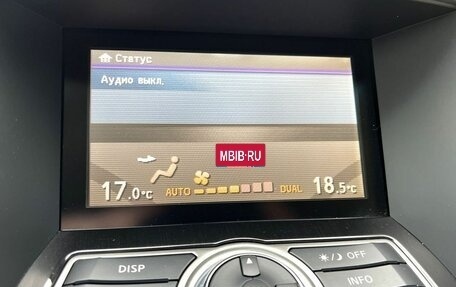 Статус
Аудио выкл.
MBIB.RU
17.0°C AUTO DUAL 18.5°C
DISP
OFF
INFO